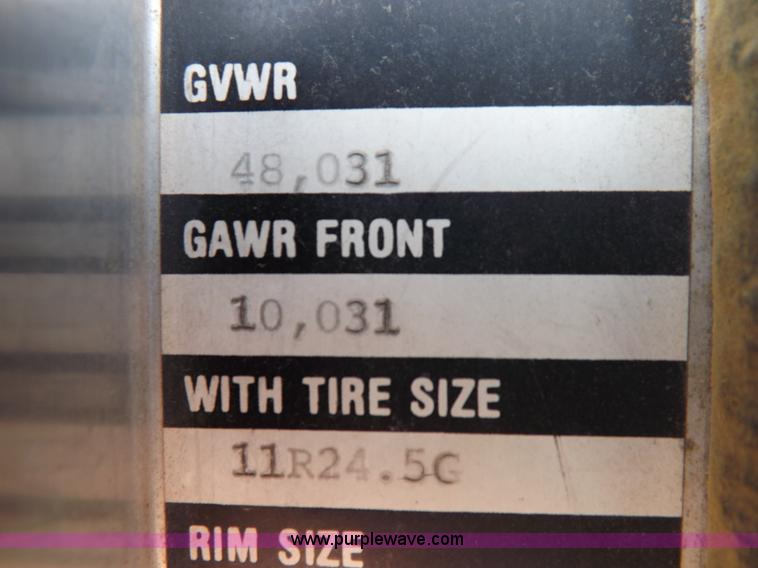 GVWR
48,031
GAWR FRONT
10,031
WITH TIRE SIZE
11R24.5G
RIM SIZE
www.purplewave.com